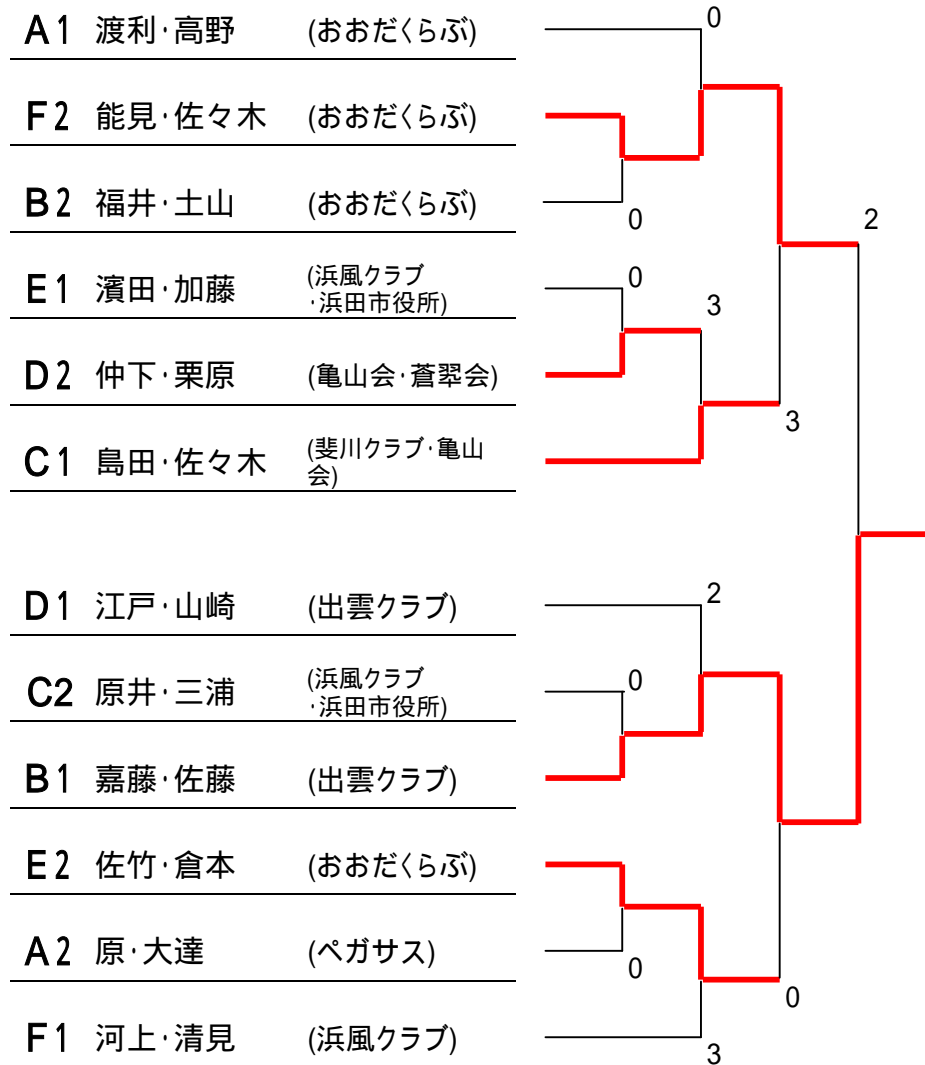 A1 渡利・高野 (おおだくらぶ)
0
F2 能見・佐々木 (おおだくらぶ)
B2 福井・土山 (おおだくらぶ)
0
2
E1 濱田・加藤 (浜風クラブ
・浜田市役所)
0
3
D2 仲下・栗原 (亀山会・蒼翆会)
3
C1 島田・佐々木 (斐川クラブ・亀山
会)
D1 江戸・山崎 (出雲クラブ)
2
C2 原井・三浦 (浜風クラブ
・浜田市役所)
0
B1 嘉藤・佐藤 (出雲クラブ)
E2 佐竹・倉本 (おおだくらぶ)
A2 原・大達 (ペガサス)
0
0
F1 河上・清見 (浜風クラブ)
3